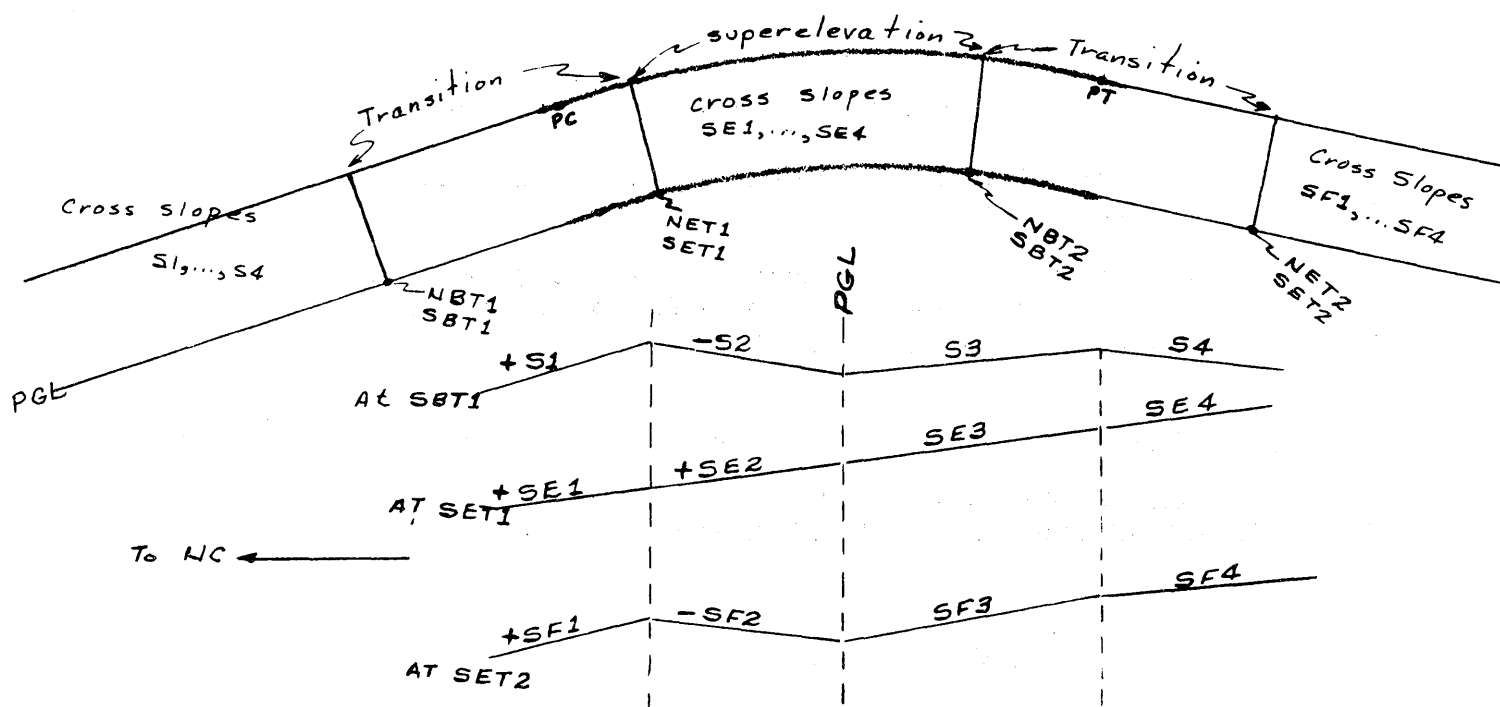 superelevation
Transition
Transition
PC
PT
Cross slopes
SE1,...,SE4
Cross slopes
S1,...,S4
Cross Slopes
SF1,...SF4
NET1
SET1
NBT2
SBT2
NET2
SET2
NBT1
SBT1
PGL
PGL
+S1
-S2
S3
S4
At SBT1
+SE1
+SE2
SE3
SE4
AT SET1
To NC
+SF1
-SF2
SF3
SF4
AT SET2